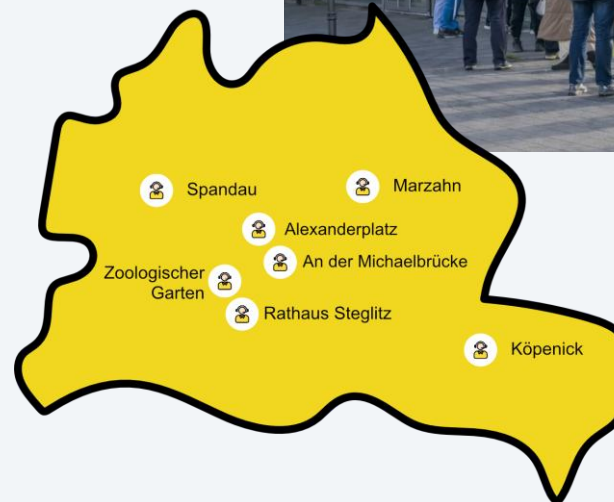 Spandau
Marzahn
Alexanderplatz
An der Michaelbrücke
Zoologischer
Garten
Rathaus Steglitz
Köpenick